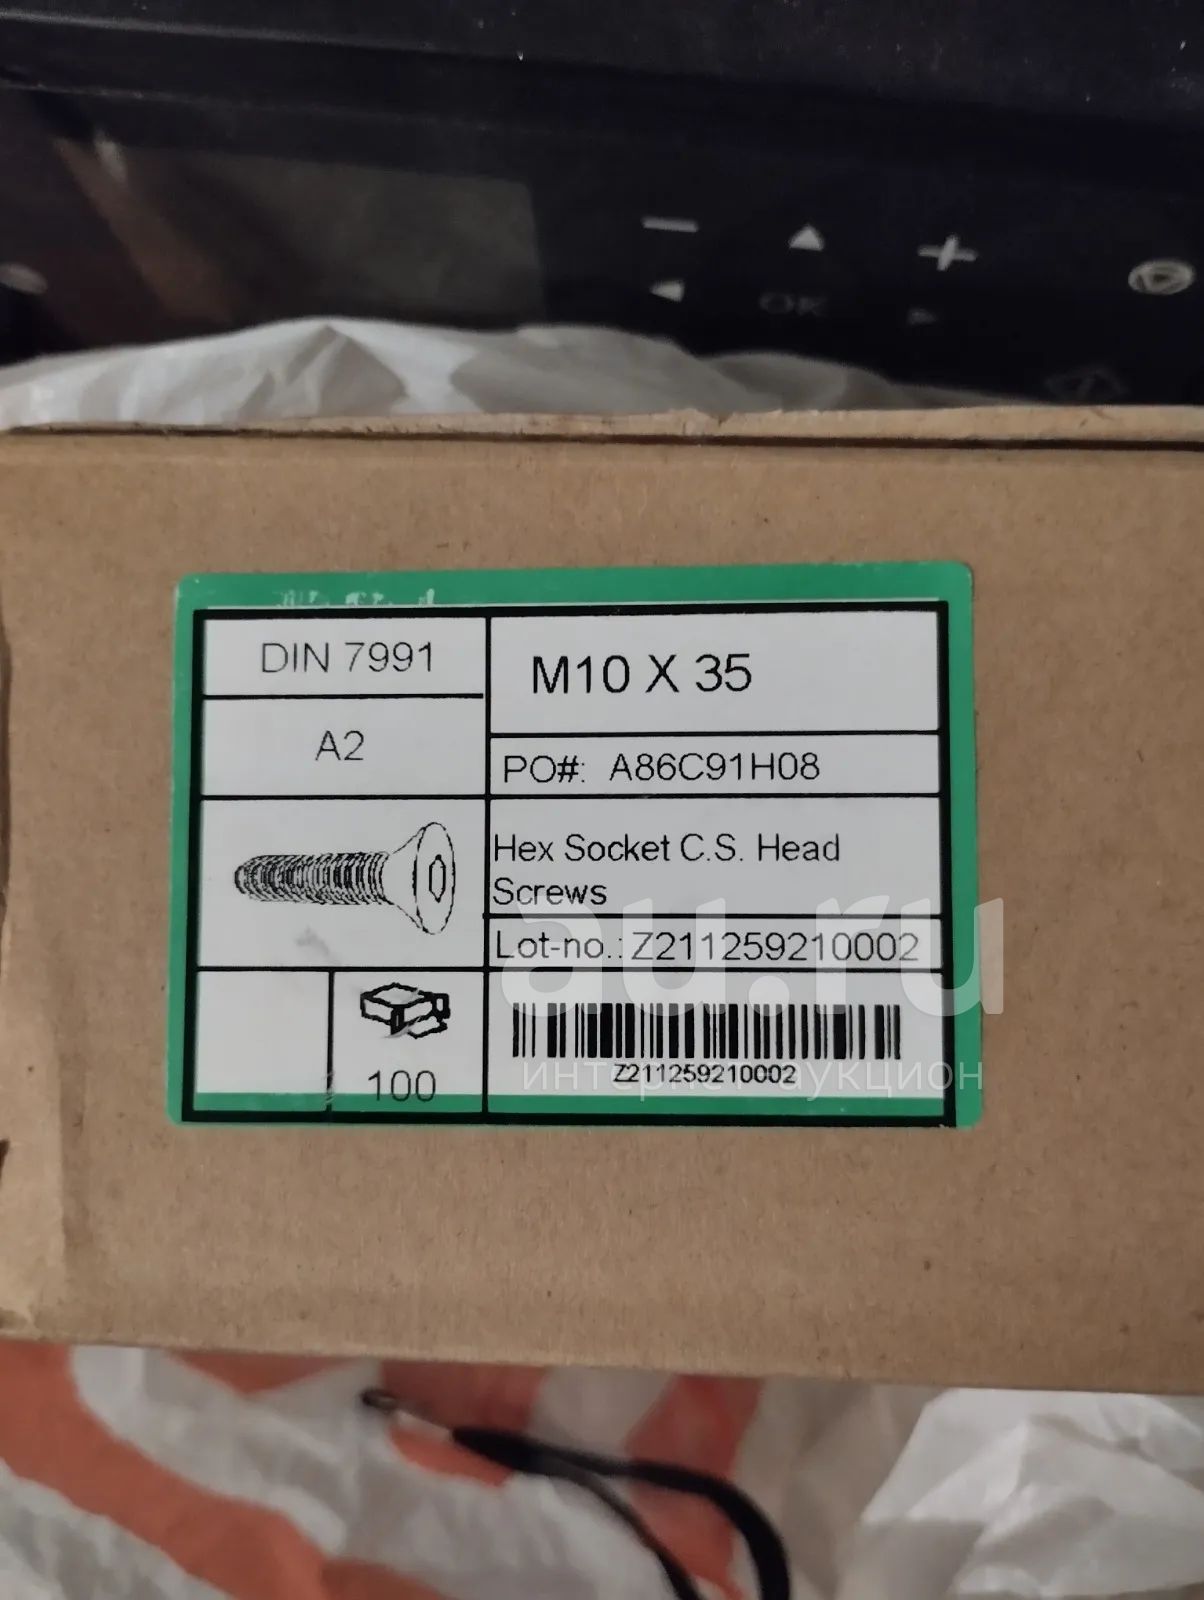 OK
DIN 7991
M10 X 35
A2
PO#: A86C91H08
Hex Socket C.S. Head
Screws
Lot-no.: Z211259210002
100
Z211259210002
au.ru
интернет-аукцион